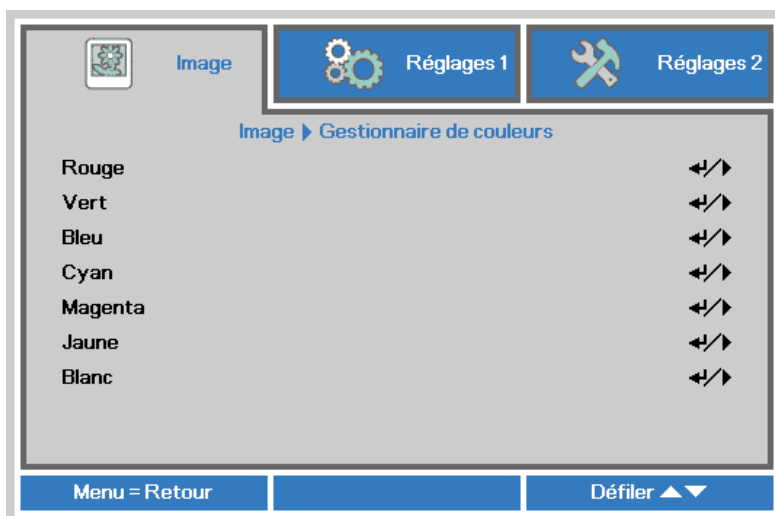 Image
Réglages 1
Réglages 2
Image ▶ Gestionnaire de couleurs
Rouge ↵/▶
Vert ↵/▶
Bleu ↵/▶
Cyan ↵/▶
Magenta ↵/▶
Jaune ↵/▶
Blanc ↵/▶
Menu = Retour
Défiler ▲▼